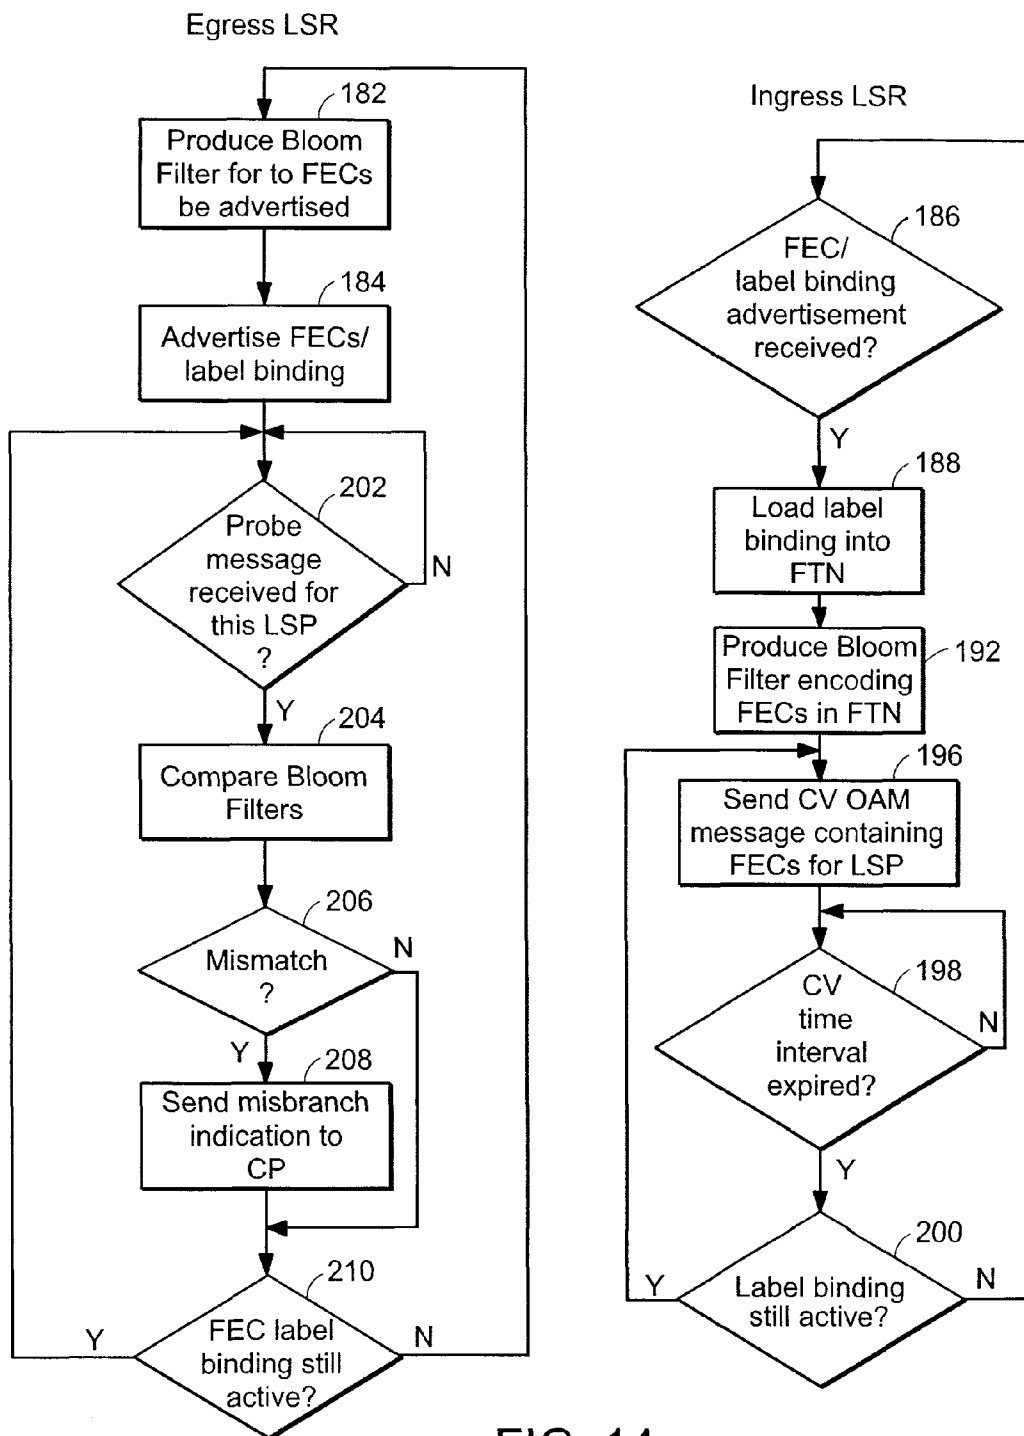 Egress LSR
182
Produce Bloom
Filter for to FECs
be advertised
184
Advertise FECs/
label binding
202
Probe
message
received for
this LSP
?
N
Y
204
Compare Bloom
Filters
206
Mismatch
?
N
Y
208
Send misbranch
indication to
CP
210
FEC label
binding still
active?
Y
N
Ingress LSR
186
FEC/
label binding
advertisement
received?
Y
188
Load label
binding into
FTN
192
Produce Bloom
Filter encoding
FECs in FTN
196
Send CV OAM
message containing
FECs for LSP
198
CV
time
interval
expired?
N
Y
200
Label binding
still active?
Y
N
FIG. 14